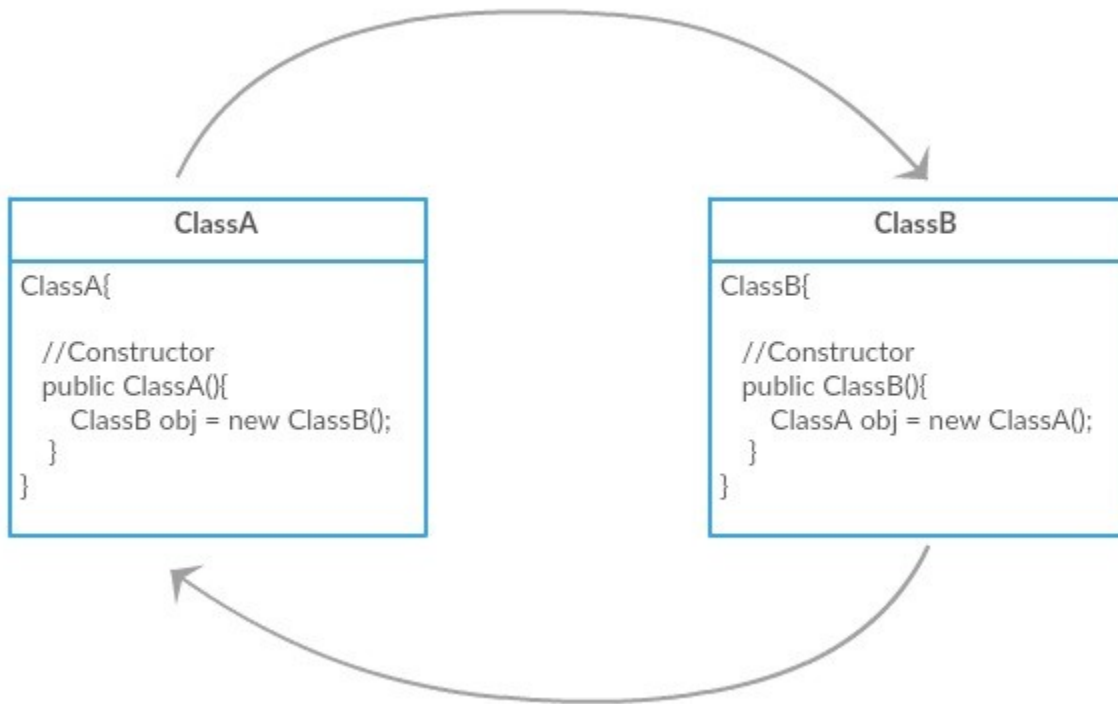 ClassA
ClassA{
//Constructor
public ClassA(){
ClassB obj = new ClassB();
}
}
ClassB
ClassB{
//Constructor
public ClassB(){
ClassA obj = new ClassA();
}
}